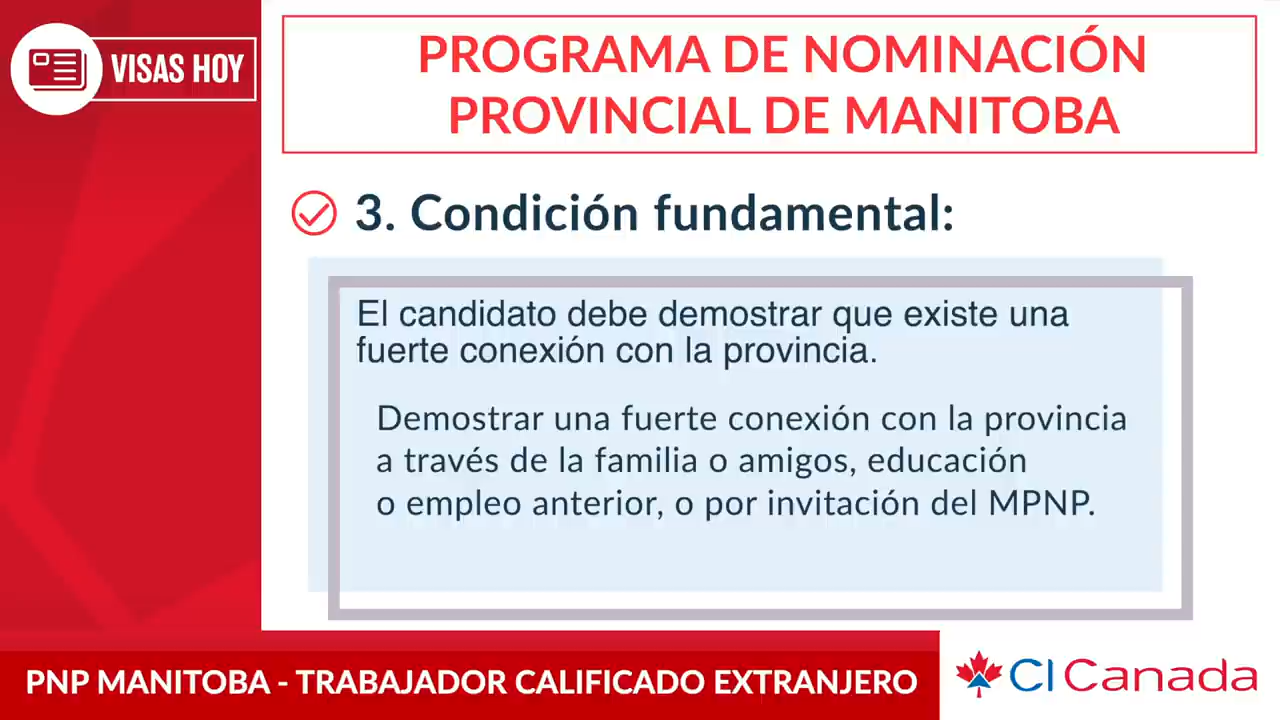 VISAS HOY
PROGRAMA DE NOMINACIÓN
PROVINCIAL DE MANITOBA
3. Condición fundamental:
El candidato debe demostrar que existe una
fuerte conexión con la provincia.
Demostrar una fuerte conexión con la provincia
a través de la familia o amigos, educación
o empleo anterior, o por invitación del MPNP.
PNP MANITOBA - TRABAJADOR CALIFICADO EXTRANJERO
CI Canada